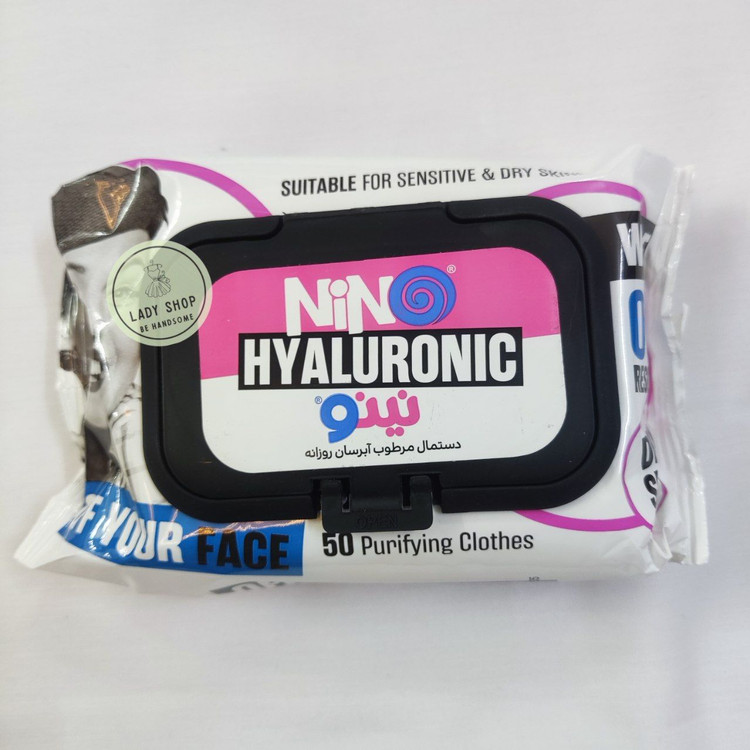 SUITABLE FOR SENSITIVE & DRY
LADY SHOP
BE HANDSOME
NiNO®
HYALURONIC
نینو®
دستمال مرطوب آبرسان روزانه
YOUR FACE
50 Purifying Clothes